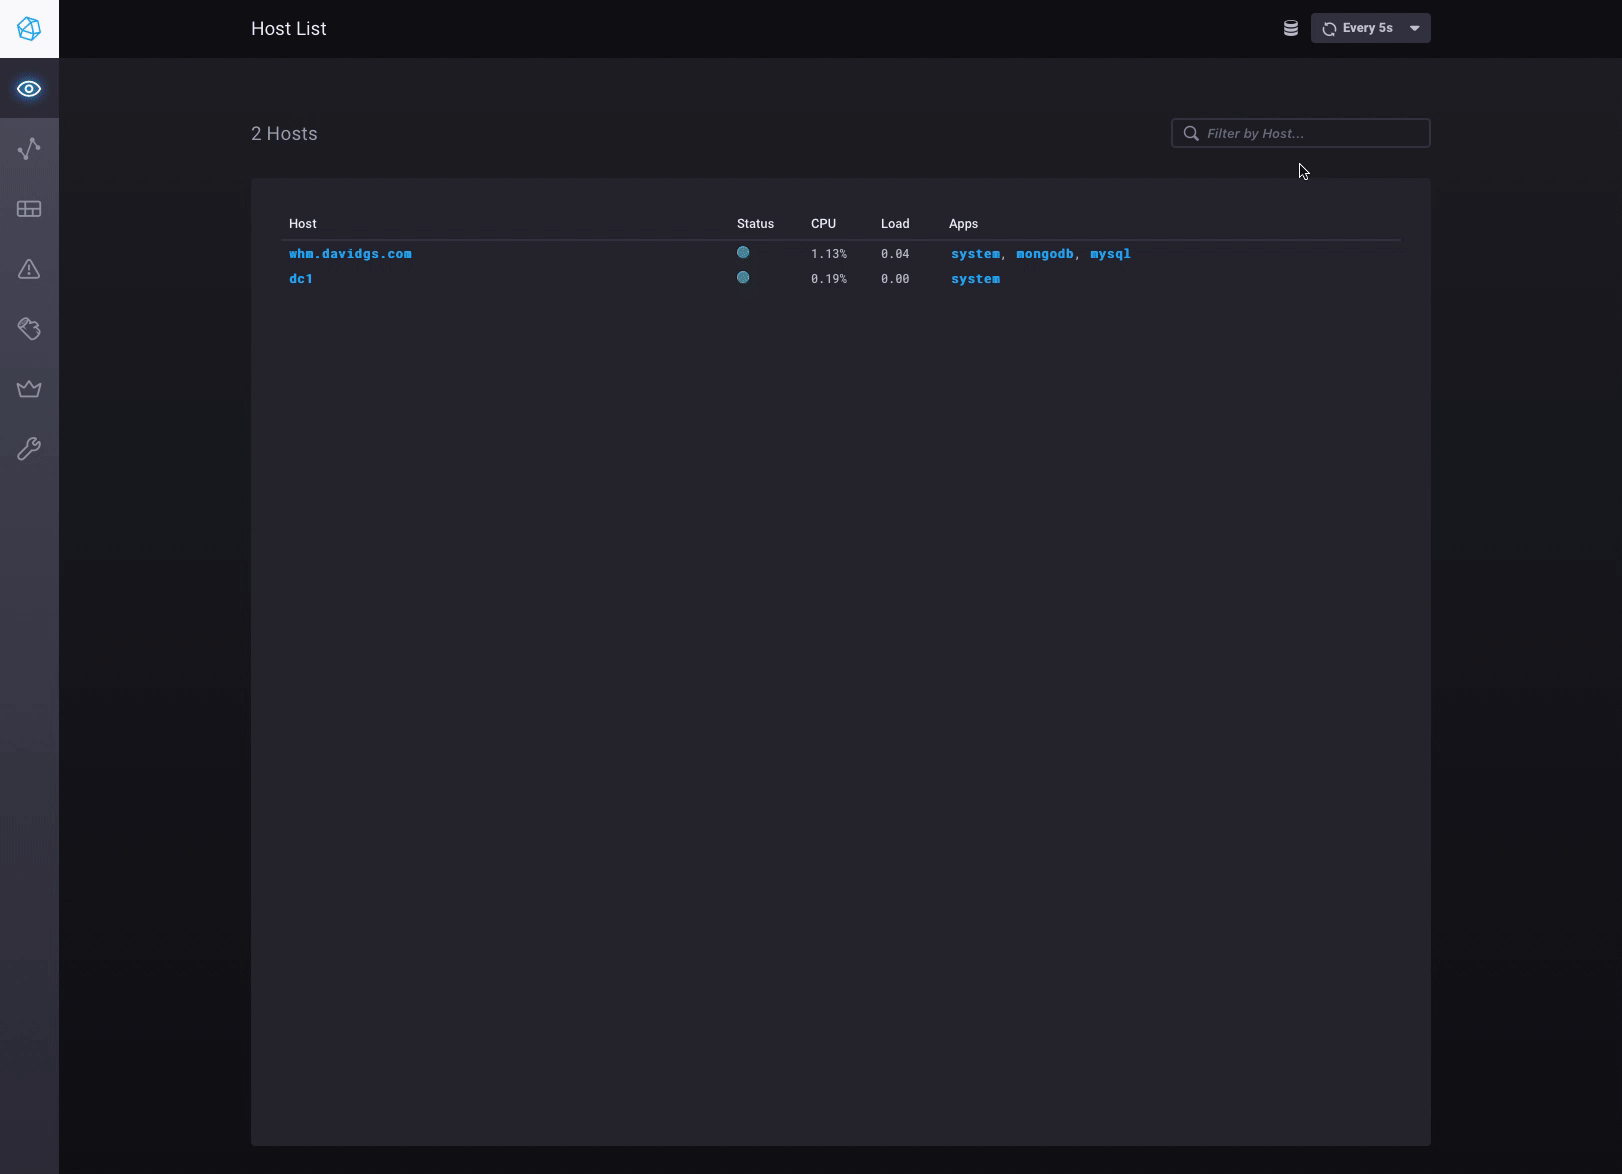 Host List
Every 5s
2 Hosts
Filter by Host...
Host Status CPU Load Apps
whm.davidgs.com 1.13% 0.04 system, mongodb, mysql
dc1 0.19% 0.00 system